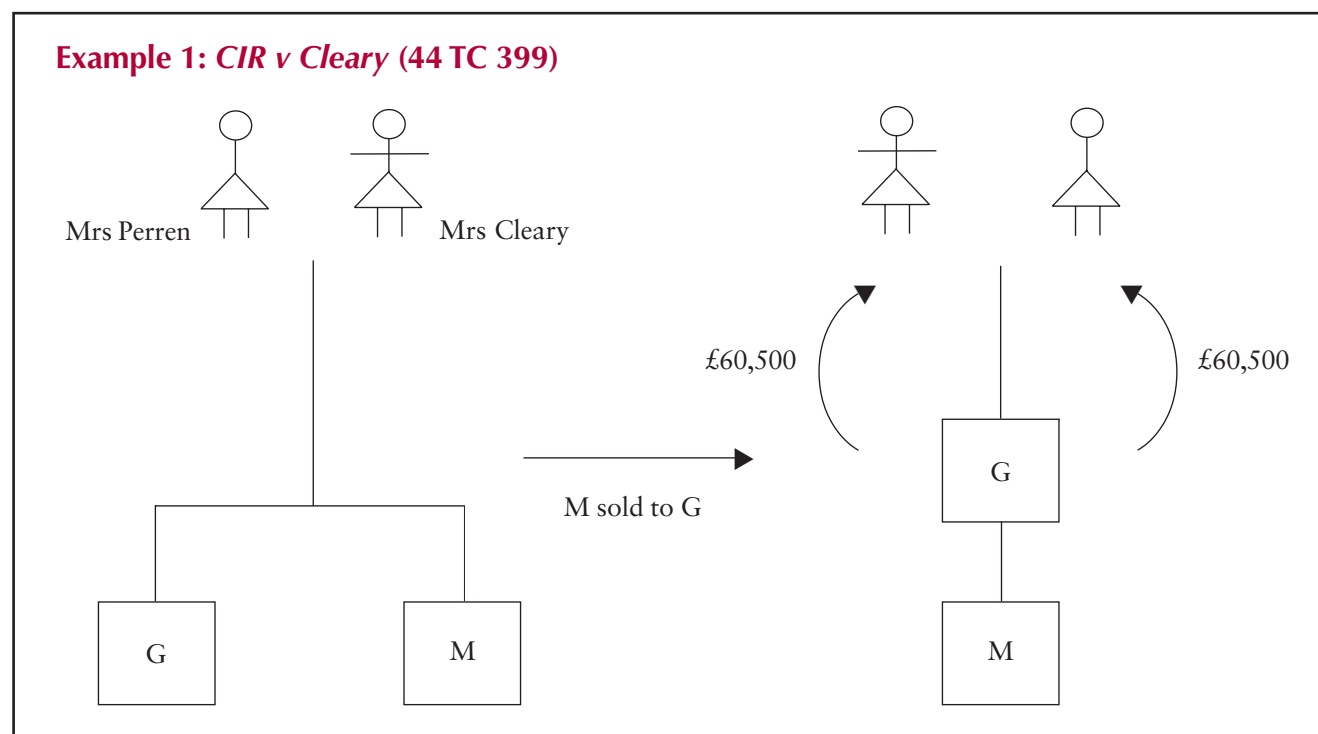 Example 1: CIR v Cleary (44 TC 399)
Mrs Perren
Mrs Cleary
G
M
M sold to G
£60,500
£60,500
G
M